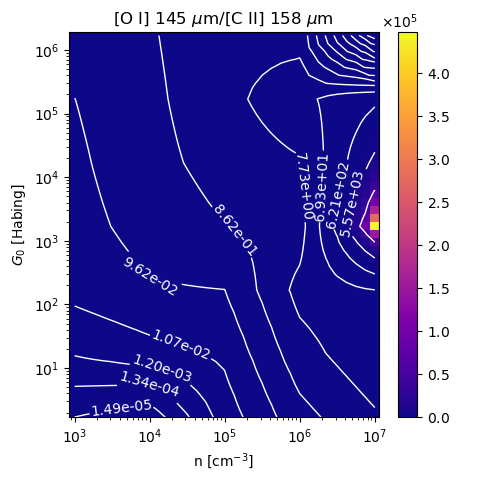 [O I] 145 μm/[C II] 158 μm
×10⁵
10⁶
10⁵
10⁴
10³
10²
10¹
G₀ [Habing]
7.73e+00
6.93e+01
6.21e+02
5.57e+03
8.62e-01
9.62e-02
1.07e-02
1.20e-03
1.34e-04
1.49e-05
10³
10⁴
10⁵
10⁶
10⁷
n [cm⁻³]
4.0
3.5
3.0
2.5
2.0
1.5
1.0
0.5
0.0